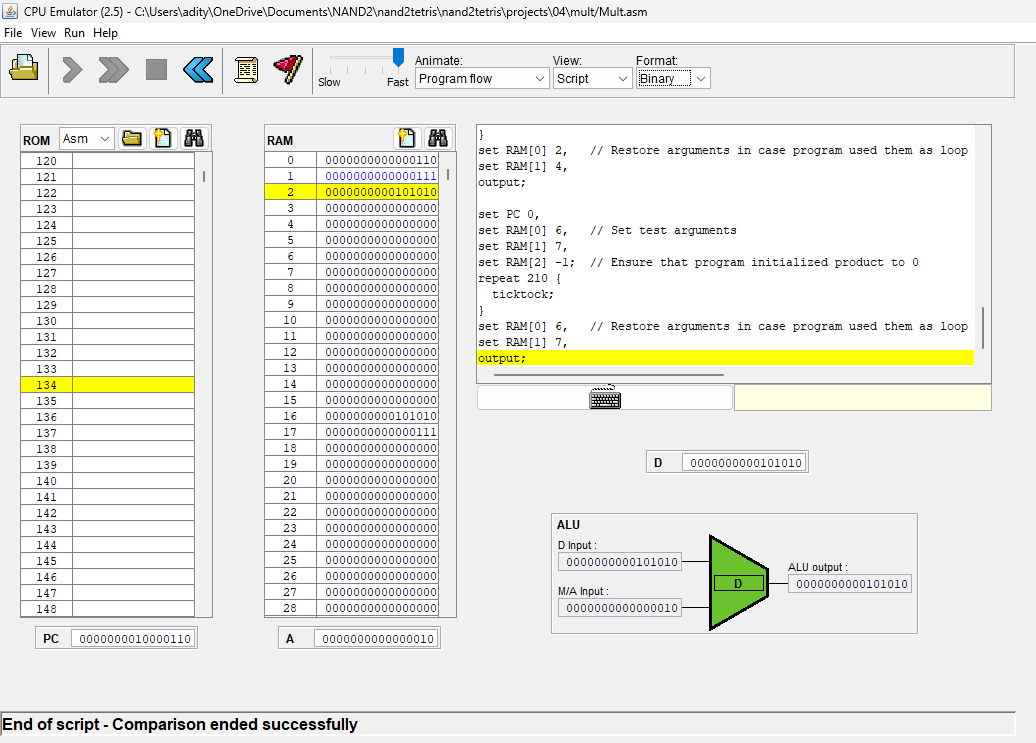 CPU Emulator (2.5) - C:\Users\adity\OneDrive\Documents\NAND2\nand2tetris\nand2tetris\projects\04\mult/Mult.asm
File View Run Help
Slow Fast
Animate: View: Format:
Program flow Script Binary
ROM Asm
120
121
122
123
124
125
126
127
128
129
130
131
132
133
134
135
136
137
138
139
140
141
142
143
144
145
146
147
148
PC 0000000010000110
RAM
0 0000000000000110
1 0000000000000111
2 0000000000101010
3 0000000000000000
4 0000000000000000
5 0000000000000000
6 0000000000000000
7 0000000000000000
8 0000000000000000
9 0000000000000000
10 0000000000000000
11 0000000000000000
12 0000000000000000
13 0000000000000000
14 0000000000000000
15 0000000000000000
16 0000000000101010
17 0000000000000111
18 0000000000000000
19 0000000000000000
20 0000000000000000
21 0000000000000000
22 0000000000000000
23 0000000000000000
24 0000000000000000
25 0000000000000000
26 0000000000000000
27 0000000000000000
28 0000000000000000
A 0000000000000010
}
set RAM[0] 2,   // Restore arguments in case program used them as loop
set RAM[1] 4,
output;
set PC 0,
set RAM[0] 6,   // Set test arguments
set RAM[1] 7,
set RAM[2] -1;  // Ensure that program initialized product to 0
repeat 210 {
ticktock;
}
set RAM[0] 6,   // Restore arguments in case program used them as loop
set RAM[1] 7,
output;
D 0000000000101010
ALU
D Input :
0000000000101010
M/A Input :
0000000000000010
D
ALU output :
0000000000101010
End of script - Comparison ended successfully